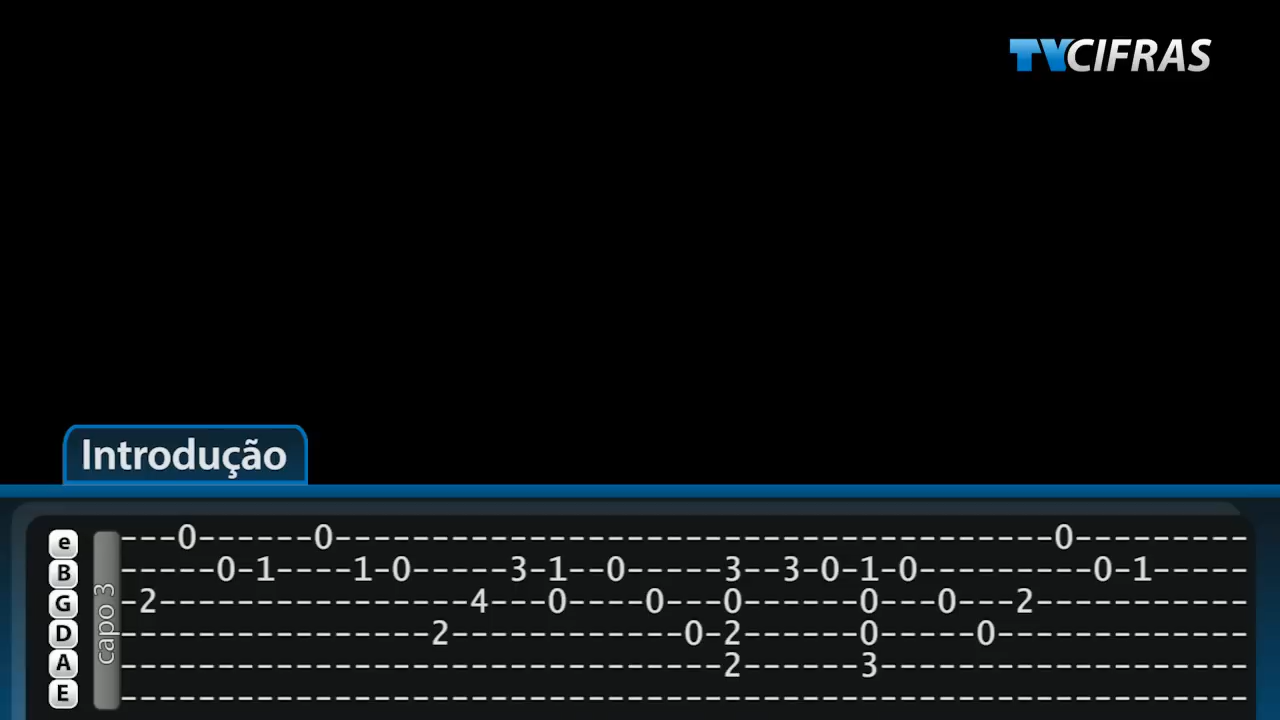 TVCIFRAS
Introdução
capo 3
e ---0------0-------------------------------------0---------
B -----0-1----1-0-----3-1--0-----3--3-0-1-0---------0-1-----
G -2----------------4---0----0---0------0---0---2-----------
D ----------------2------------0-2------0-----0-------------
A -------------------------------2------3-------------------
E ----------------------------------------------------------